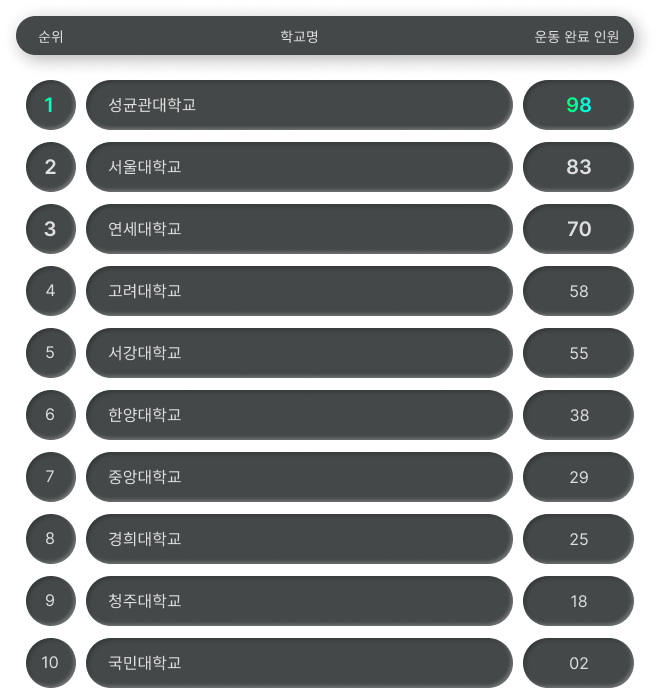 순위 학교명 운동 완료 인원
1 성균관대학교 98
2 서울대학교 83
3 연세대학교 70
4 고려대학교 58
5 서강대학교 55
6 한양대학교 38
7 중앙대학교 29
8 경희대학교 25
9 청주대학교 18
10 국민대학교 02